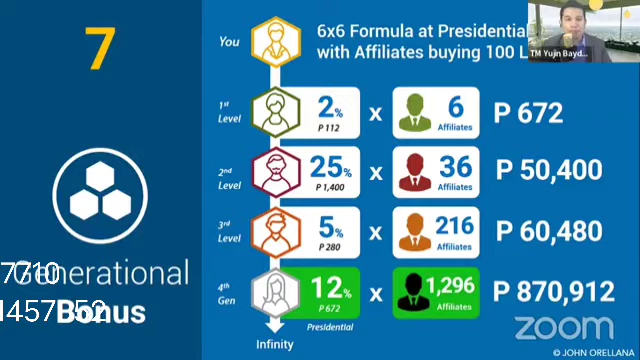 7
6x6 Formula at Presidential
with Affiliates buying 100 L
You
TM Yujin Bayd...
1st
Level
2%
P 112
x
6
Affiliates
P 672
2nd
Level
25%
P 1,400
x
36
Affiliates
P 50,400
3rd
Level
5%
P 280
x
216
Affiliates
P 60,480
4th
Gen
12%
P 672
Presidential
x
1,296
Affiliates
P 870,912
Infinity
7710
Generational
Bonus
zoom
© JOHN ORELLANA